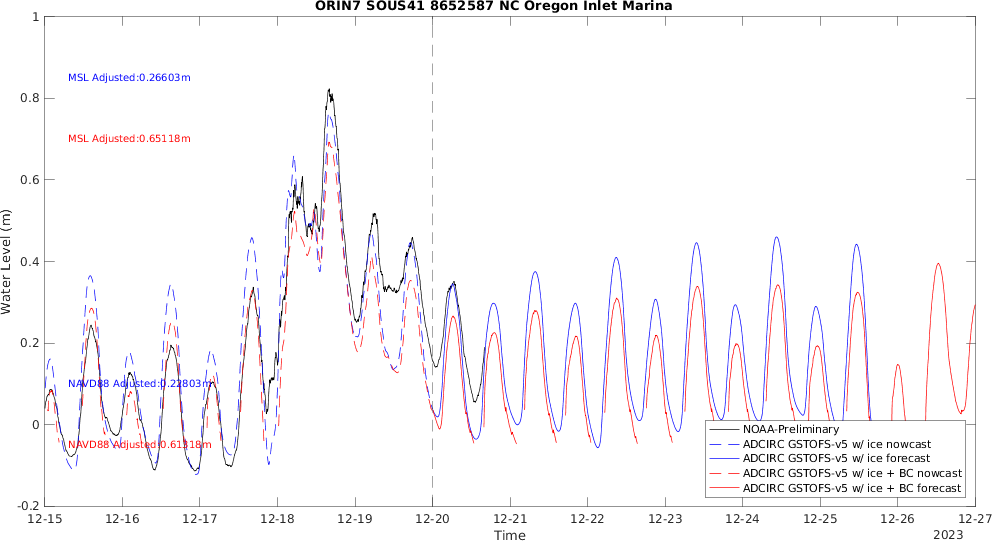 ORIN7 SOUS41 8652587 NC Oregon Inlet Marina
1
0.8
0.6
0.4
0.2
0
-0.2
Water Level (m)
MSL Adjusted:0.26603m
MSL Adjusted:0.65118m
NAVD88 Adjusted:0.22803m
NAVD88 Adjusted:0.61318m
NOAA-Preliminary
ADCIRC GSTOFS-v5 w/ ice nowcast
ADCIRC GSTOFS-v5 w/ ice forecast
ADCIRC GSTOFS-v5 w/ ice + BC nowcast
ADCIRC GSTOFS-v5 w/ ice + BC forecast
12-15 12-16 12-17 12-18 12-19 12-20 12-21 12-22 12-23 12-24 12-25 12-26 12-27
Time
2023